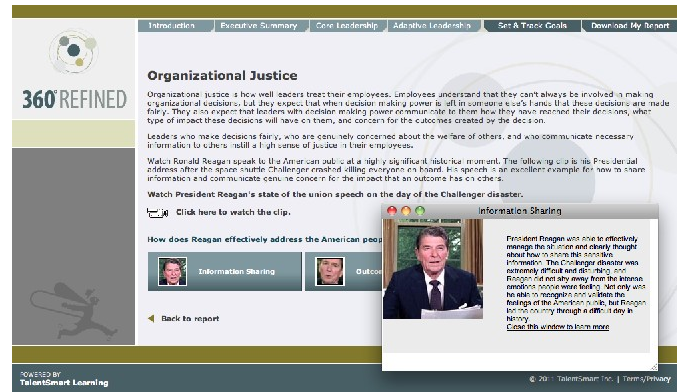 Introduction
Executive Summary
Core Leadership
Adaptive Leadership
Set & Track Goals
Download My Report
360° REFINED
Organizational Justice
Organizational justice is how well leaders treat their employees. Employees understand that they can't always be involved in making
organizational decisions, but they expect that when decision making power is left in someone else's hands that these decisions are made
fairly. They also expect that leaders with decision making power communicate to them how they have reached their decisions, what
type of impact these decisions will have on them, and concern for the outcomes created by the decision.
Leaders who make decisions fairly, who are genuinely concerned about the welfare of others, and who communicate necessary
information to others instill a high sense of justice in their employees.
Watch Ronald Reagan speak to the American public at a highly significant historical moment. The following clip is his Presidential
address after the space shuttle Challenger crashed killing everyone on board. His speech is an excellent example for how to share
information and communicate genuine concern for the impact that an outcome has on others.
Watch President Reagan's state of the union speech on the day of the Challenger disaster.
Click here to watch the clip.
How does Reagan effectively address the American peop
Information Sharing
Outco
Back to report
Information Sharing
President Reagan was able to effectively
manage the situation and clearly thought
about how to share this sensitive
information. The Challenger disaster was
extremely difficult and disturbing, and
Reagan did not shy away from the intense
emotions people were feeling. Not only was
he able to recognize and validate the
feelings of the American public, but Reagan
led the country through a difficult day in
history.
Close this window to learn more
POWERED BY
TalentSmart Learning
© 2011 TalentSmart Inc. | Terms/Privacy